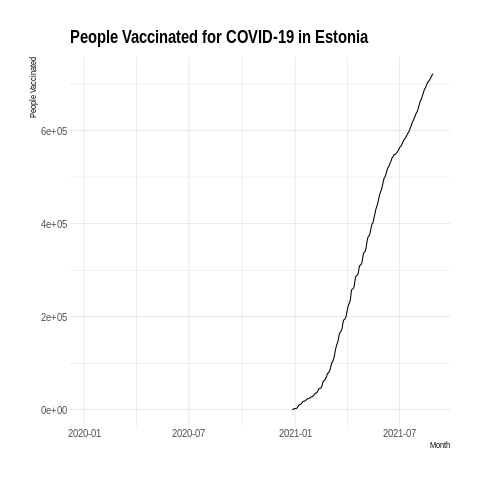 People Vaccinated for COVID-19 in Estonia
People Vaccinated
6e+05
4e+05
2e+05
0e+00
2020-01 2020-07 2021-01 2021-07
Month